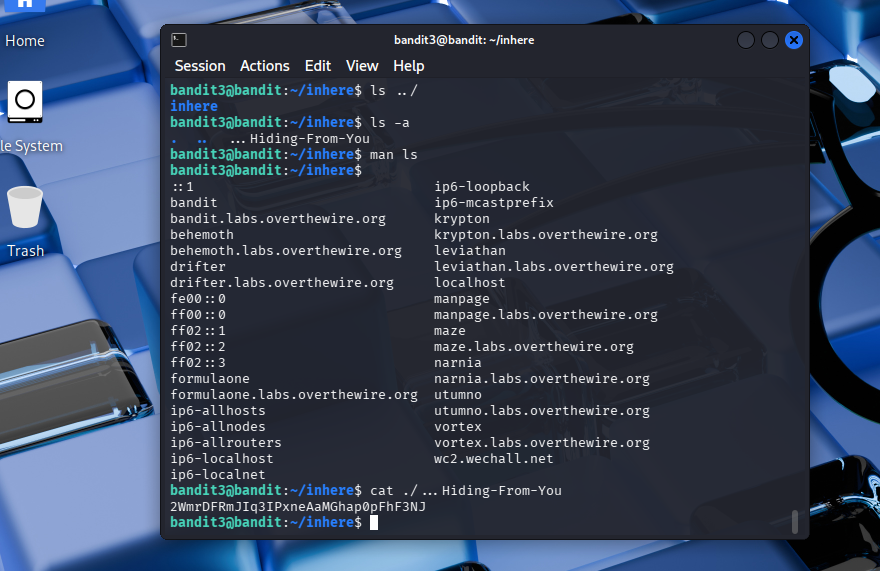 Home
le System
Trash
bandit3@bandit: ~/inhere
Session Actions Edit View Help
bandit3@bandit:~/inhere$ ls ../
inhere
bandit3@bandit:~/inhere$ ls -a
. .. ...Hiding-From-You
bandit3@bandit:~/inhere$ man ls
bandit3@bandit:~/inhere$
::1 ip6-loopback
bandit ip6-mcastprefix
bandit.labs.overthewire.org krypton
behemoth krypton.labs.overthewire.org
behemoth.labs.overthewire.org leviathan
drifter leviathan.labs.overthewire.org
drifter.labs.overthewire.org localhost
fe00::0 manpage
ff00::0 manpage.labs.overthewire.org
ff02::1 maze
ff02::2 maze.labs.overthewire.org
ff02::3 narnia
formulaone narnia.labs.overthewire.org
formulaone.labs.overthewire.org utumno
ip6-allhosts utumno.labs.overthewire.org
ip6-allnodes vortex
ip6-allrouters vortex.labs.overthewire.org
ip6-localhost wc2.wechall.net
ip6-localnet
bandit3@bandit:~/inhere$ cat ./...Hiding-From-You
2WmrDFRmJIq3IPxneAaMGhap0pFhF3NJ
bandit3@bandit:~/inhere$